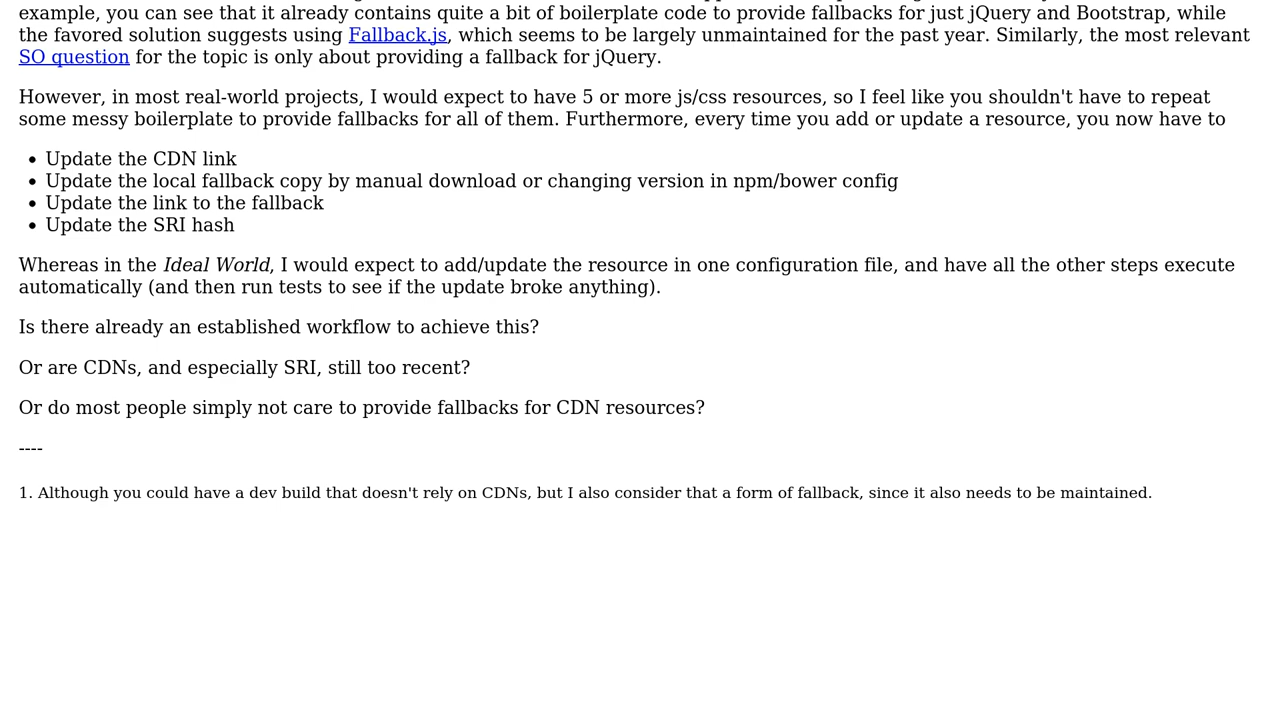 example, you can see that it already contains quite a bit of boilerplate code to provide fallbacks for just jQuery and Bootstrap, while
the favored solution suggests using Fallback.js, which seems to be largely unmaintained for the past year. Similarly, the most relevant
SO question for the topic is only about providing a fallback for jQuery.
However, in most real-world projects, I would expect to have 5 or more js/css resources, so I feel like you shouldn't have to repeat
some messy boilerplate to provide fallbacks for all of them. Furthermore, every time you add or update a resource, you now have to
• Update the CDN link
• Update the local fallback copy by manual download or changing version in npm/bower config
• Update the link to the fallback
• Update the SRI hash
Whereas in the Ideal World, I would expect to add/update the resource in one configuration file, and have all the other steps execute
automatically (and then run tests to see if the update broke anything).
Is there already an established workflow to achieve this?
Or are CDNs, and especially SRI, still too recent?
Or do most people simply not care to provide fallbacks for CDN resources?
----
1. Although you could have a dev build that doesn't rely on CDNs, but I also consider that a form of fallback, since it also needs to be maintained.